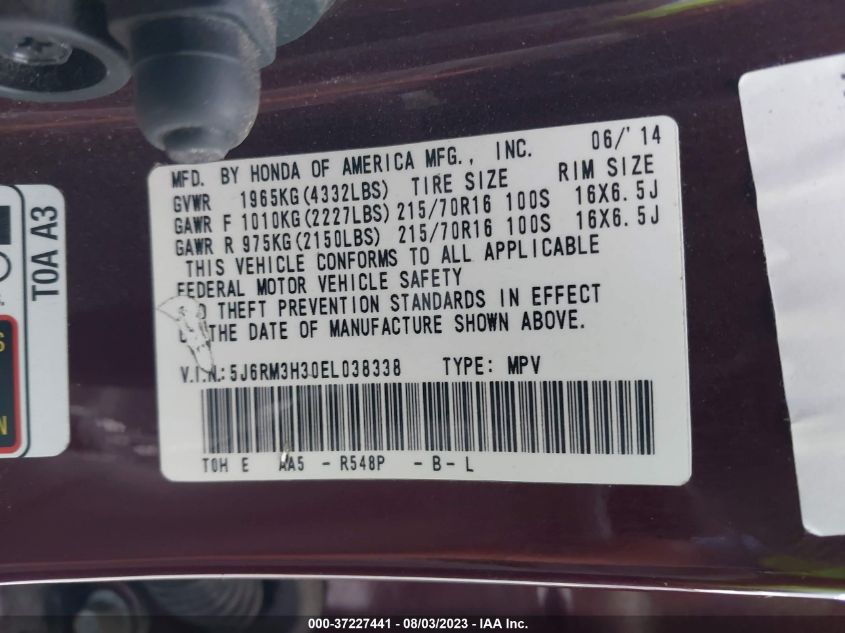 MFD. BY HONDA OF AMERICA MFG., INC. 06/'14
GVWR 1965KG(4332LBS) TIRE SIZE RIM SIZE
GAWR F 1010KG(2227LBS) 215/70R16 100S 16X6.5J
GAWR R 975KG(2150LBS) 215/70R16 100S 16X6.5J
THIS VEHICLE CONFORMS TO ALL APPLICABLE
FEDERAL MOTOR VEHICLE SAFETY
THEFT PREVENTION STANDARDS IN EFFECT
THE DATE OF MANUFACTURE SHOWN ABOVE.
V.I.N.: 5J6RM3H30EL038338 TYPE: MPV
T0H E AA5 - R548P - B - L
T0A A3
000-37227441 - 08/03/2023 - IAA Inc.